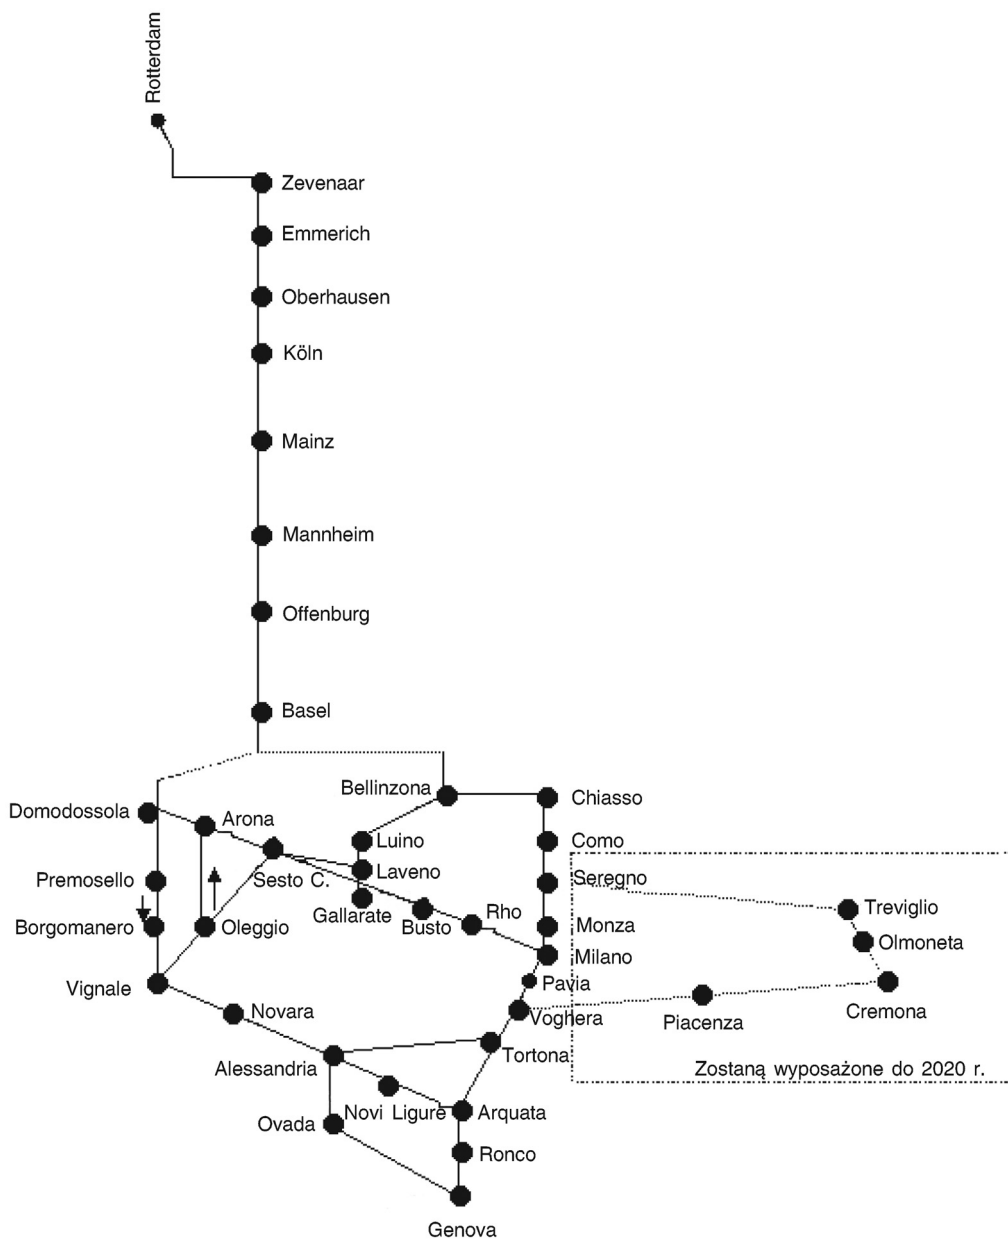 Rotterdam
Zevenaar
Emmerich
Oberhausen
Köln
Mainz
Mannheim
Offenburg
Basel
Bellinzona
Chiasso
Domodossola
Arona
Luino
Como
Premosello
Sesto C.
Laveno
Seregno
Gallarate
Busto
Rho
Treviglio
Borgomanero
Oleggio
Monza
Olmoneta
Milano
Vignale
Pavia
Cremona
Novara
Voghera
Piacenza
Alessandria
Tortona
Zostaną wyposażone do 2020 r.
Novi Ligure
Arquata
Ovada
Ronco
Genova